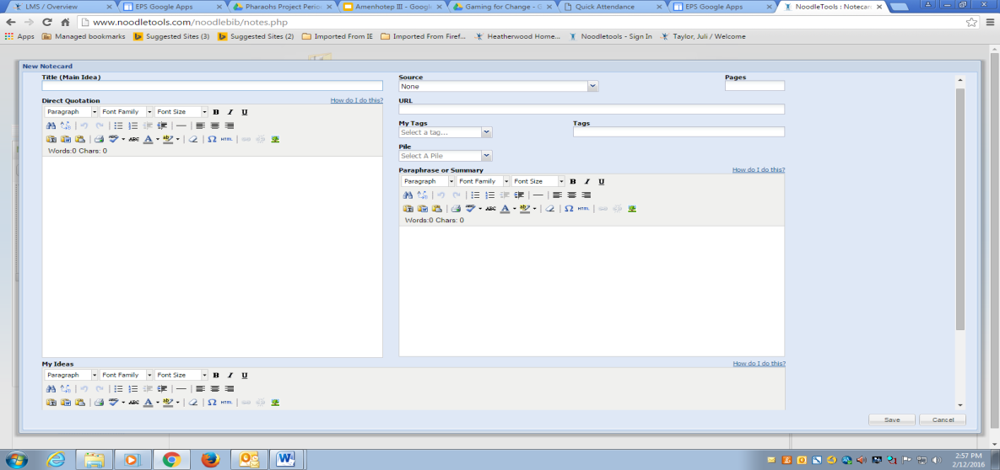 LMS / Overview
EPS Google Apps
Pharaohs Project Perio
Amenhotep III - Googl
Gaming for Change -
Quick Attendance
EPS Google Apps
NoodleTools : Notecar
www.noodletools.com/noodlebib/notes.php
Apps Managed bookmarks Suggested Sites (3) Suggested Sites (2) Imported From IE Imported From Firef... Heatherwood Home... Noodletools - Sign In Taylor, Juli / Welcome
New Notecard
Title (Main Idea)
Source
Pages
None
Direct Quotation
How do I do this?
URL
Paragraph Font Family Font Size B I U
ABC HTML
Words:0 Chars: 0
My Tags
Tags
Select a tag...
Pile
Select A Pile
Paraphrase or Summary
How do I do this?
Paragraph Font Family Font Size B I U
ABC HTML
Words:0 Chars: 0
My Ideas
How do I do this?
Paragraph Font Family Font Size B I U
ABC HTML
Save Cancel
2:57 PM
2/12/2016